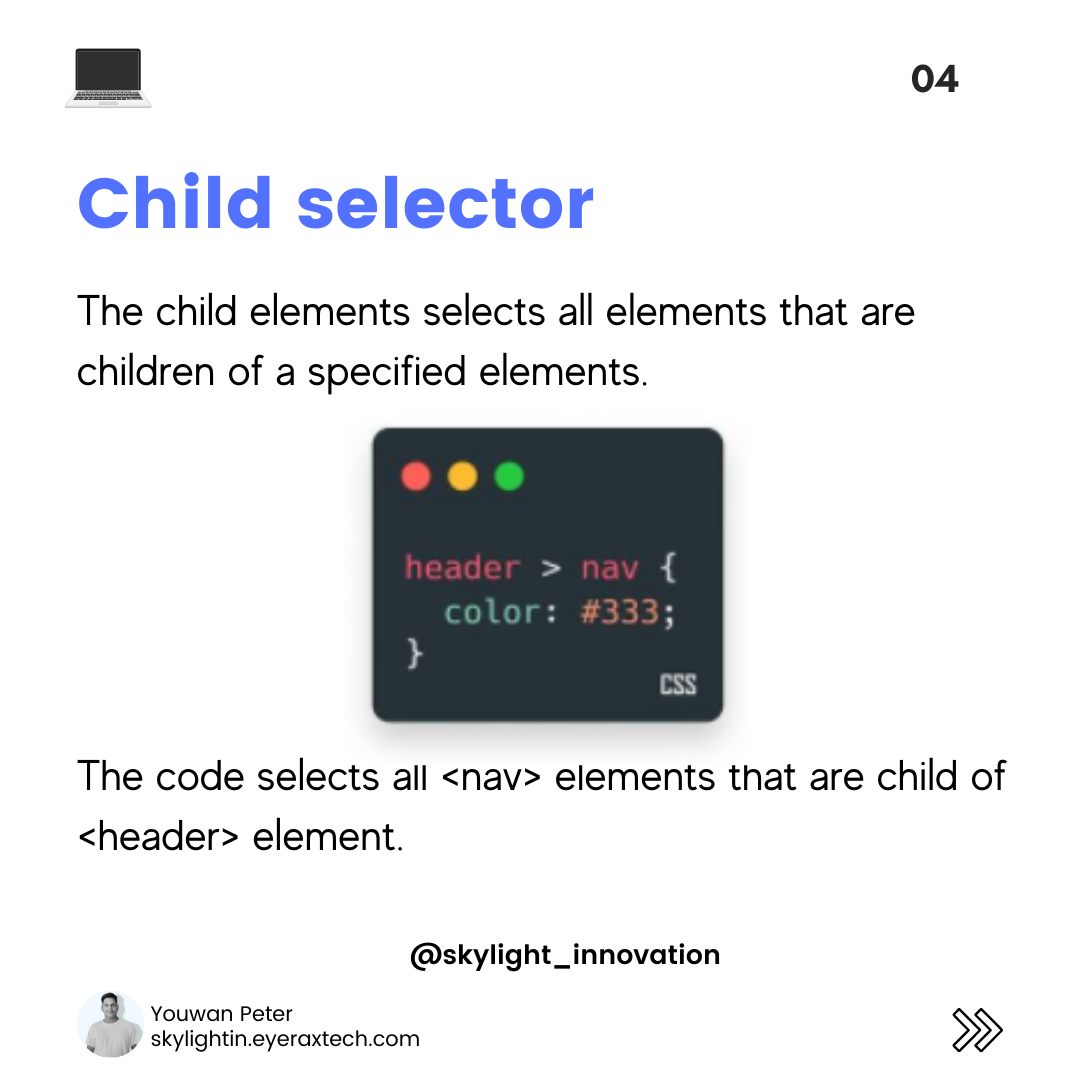 04
Child selector
The child elements selects all elements that are
children of a specified elements.
header > nav {
  color: #333;
}
CSS
The code selects all <nav> elements that are child of
<header> element.
@skylight_innovation
Youwan Peter
skylightin.eyeraxtech.com